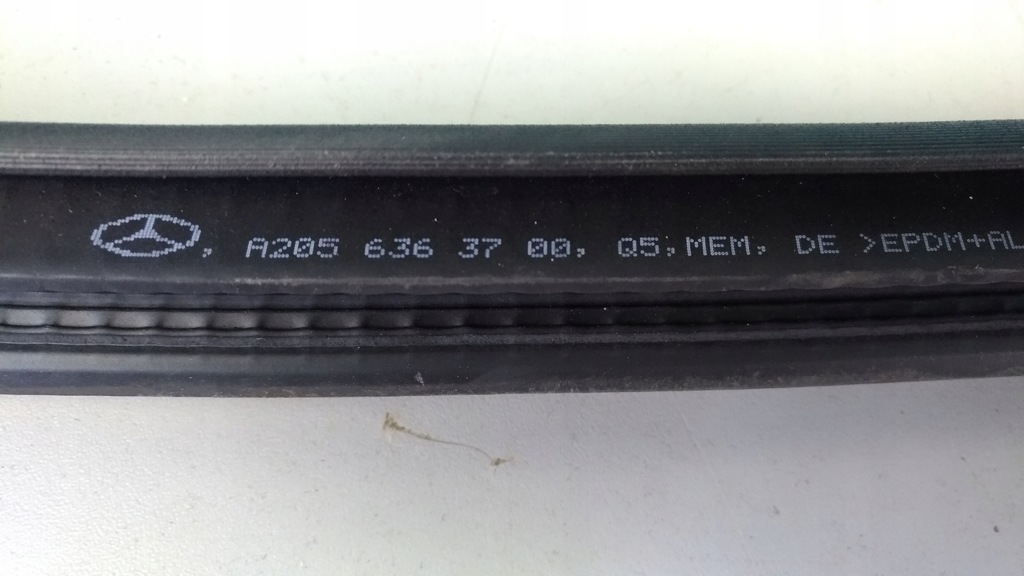 , A205 636 37 00, Q5,MEM, DE >EPDM+AL